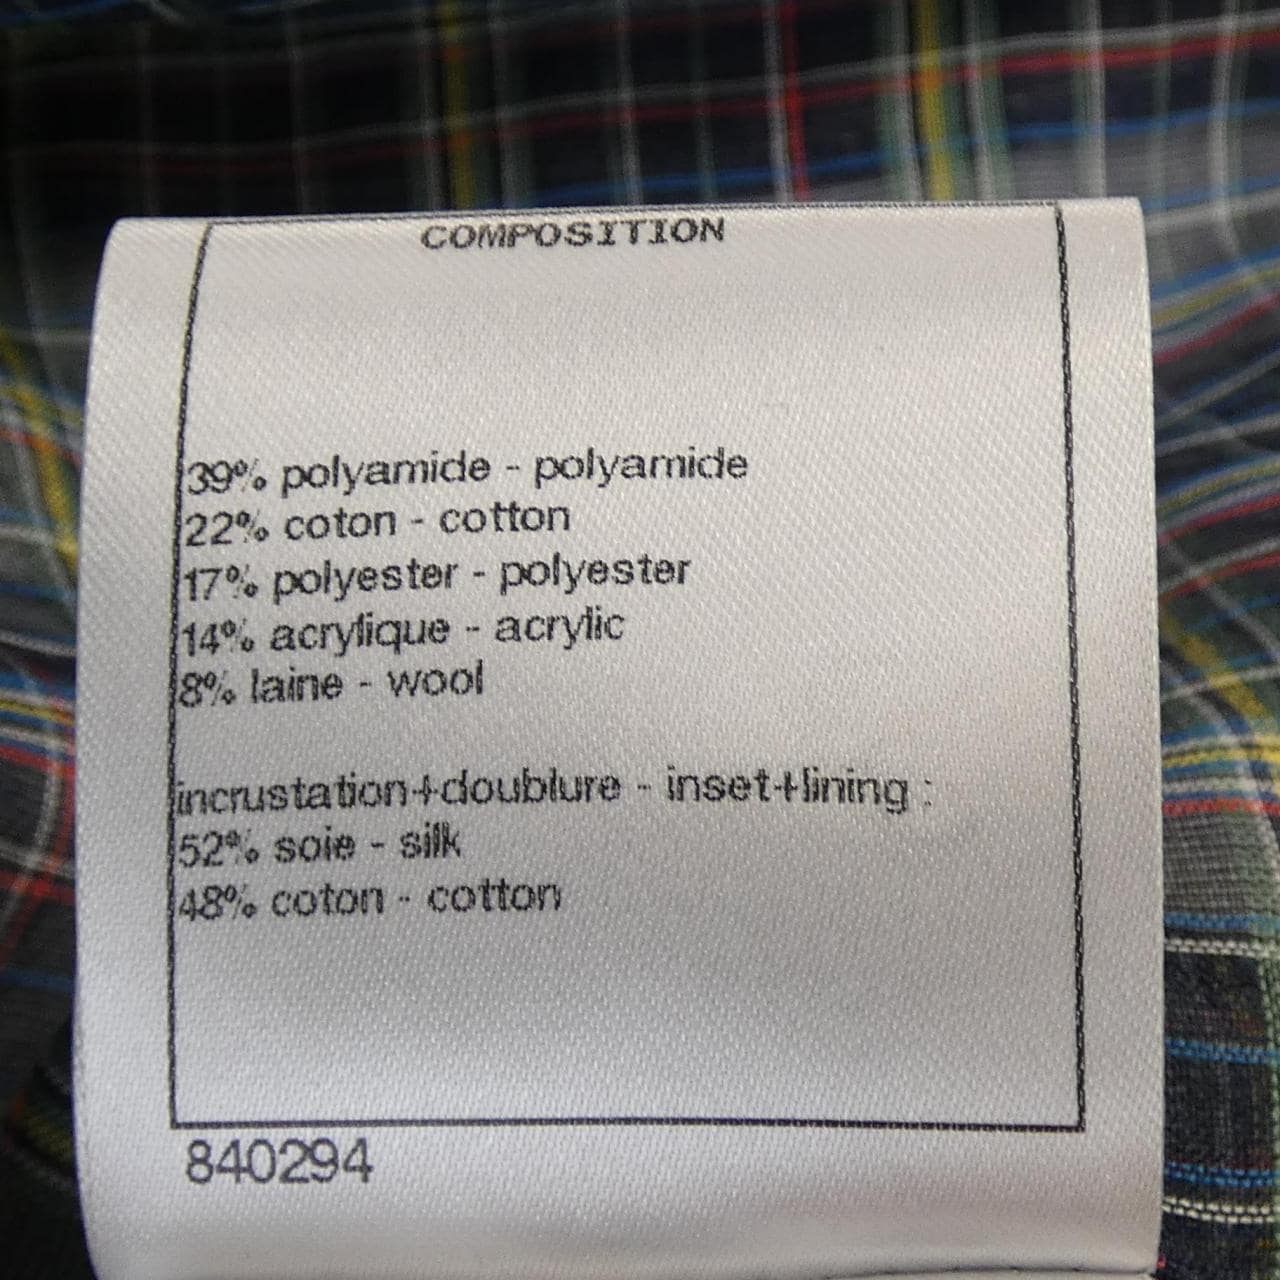 COMPOSITION
39% polyamide - polyamide
22% coton - cotton
17% polyester - polyester
14% acrylique - acrylic
8% laine - wool
incrustation+doublure - inset+lining :
52% soie - silk
48% coton - cotton
840294